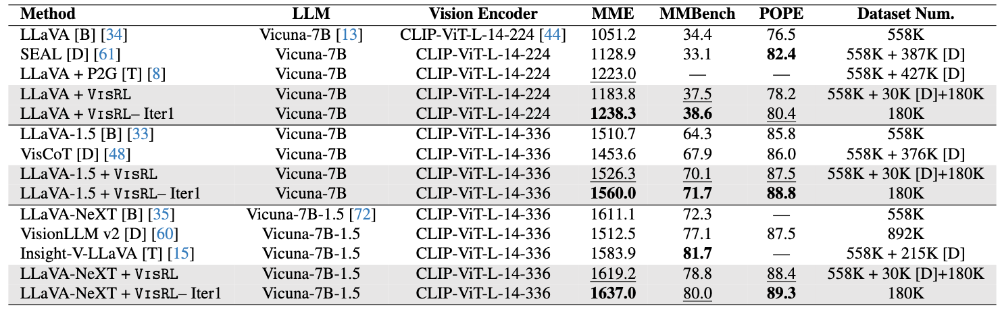 Method LLM Vision Encoder MME MMBench POPE Dataset Num.
LLaVA [B] [34] Vicuna-7B [13] CLIP-ViT-L-14-224 [44] 1051.2 34.4 76.5 558K
SEAL [D] [61] Vicuna-7B CLIP-ViT-L-14-224 1128.9 33.1 82.4 558K + 387K [D]
LLaVA + P2G [T] [8] Vicuna-7B CLIP-ViT-L-14-224 1223.0 — — 558K + 427K [D]
LLaVA + VisRL Vicuna-7B CLIP-ViT-L-14-224 1183.8 37.5 78.2 558K + 30K [D]+180K
LLaVA + VisRL– Iter1 Vicuna-7B CLIP-ViT-L-14-224 1238.3 38.6 80.4 180K
LLaVA-1.5 [B] [33] Vicuna-7B CLIP-ViT-L-14-336 1510.7 64.3 85.8 558K
VisCoT [D] [48] Vicuna-7B CLIP-ViT-L-14-336 1453.6 67.9 86.0 558K + 376K [D]
LLaVA-1.5 + VisRL Vicuna-7B CLIP-ViT-L-14-336 1526.3 70.1 87.5 558K + 30K [D]+180K
LLaVA-1.5 + VisRL– Iter1 Vicuna-7B CLIP-ViT-L-14-336 1560.0 71.7 88.8 180K
LLaVA-NeXT [B] [35] Vicuna-7B-1.5 [72] CLIP-ViT-L-14-336 1611.1 72.3 — 558K
VisionLLM v2 [D] [60] Vicuna-7B-1.5 CLIP-ViT-L-14-336 1512.5 77.1 87.5 892K
Insight-V-LLaVA [T] [15] Vicuna-7B-1.5 CLIP-ViT-L-14-336 1583.9 81.7 — 558K + 215K [D]
LLaVA-NeXT + VisRL Vicuna-7B-1.5 CLIP-ViT-L-14-336 1619.2 78.8 88.4 558K + 30K [D]+180K
LLaVA-NeXT + VisRL– Iter1 Vicuna-7B-1.5 CLIP-ViT-L-14-336 1637.0 80.0 89.3 180K